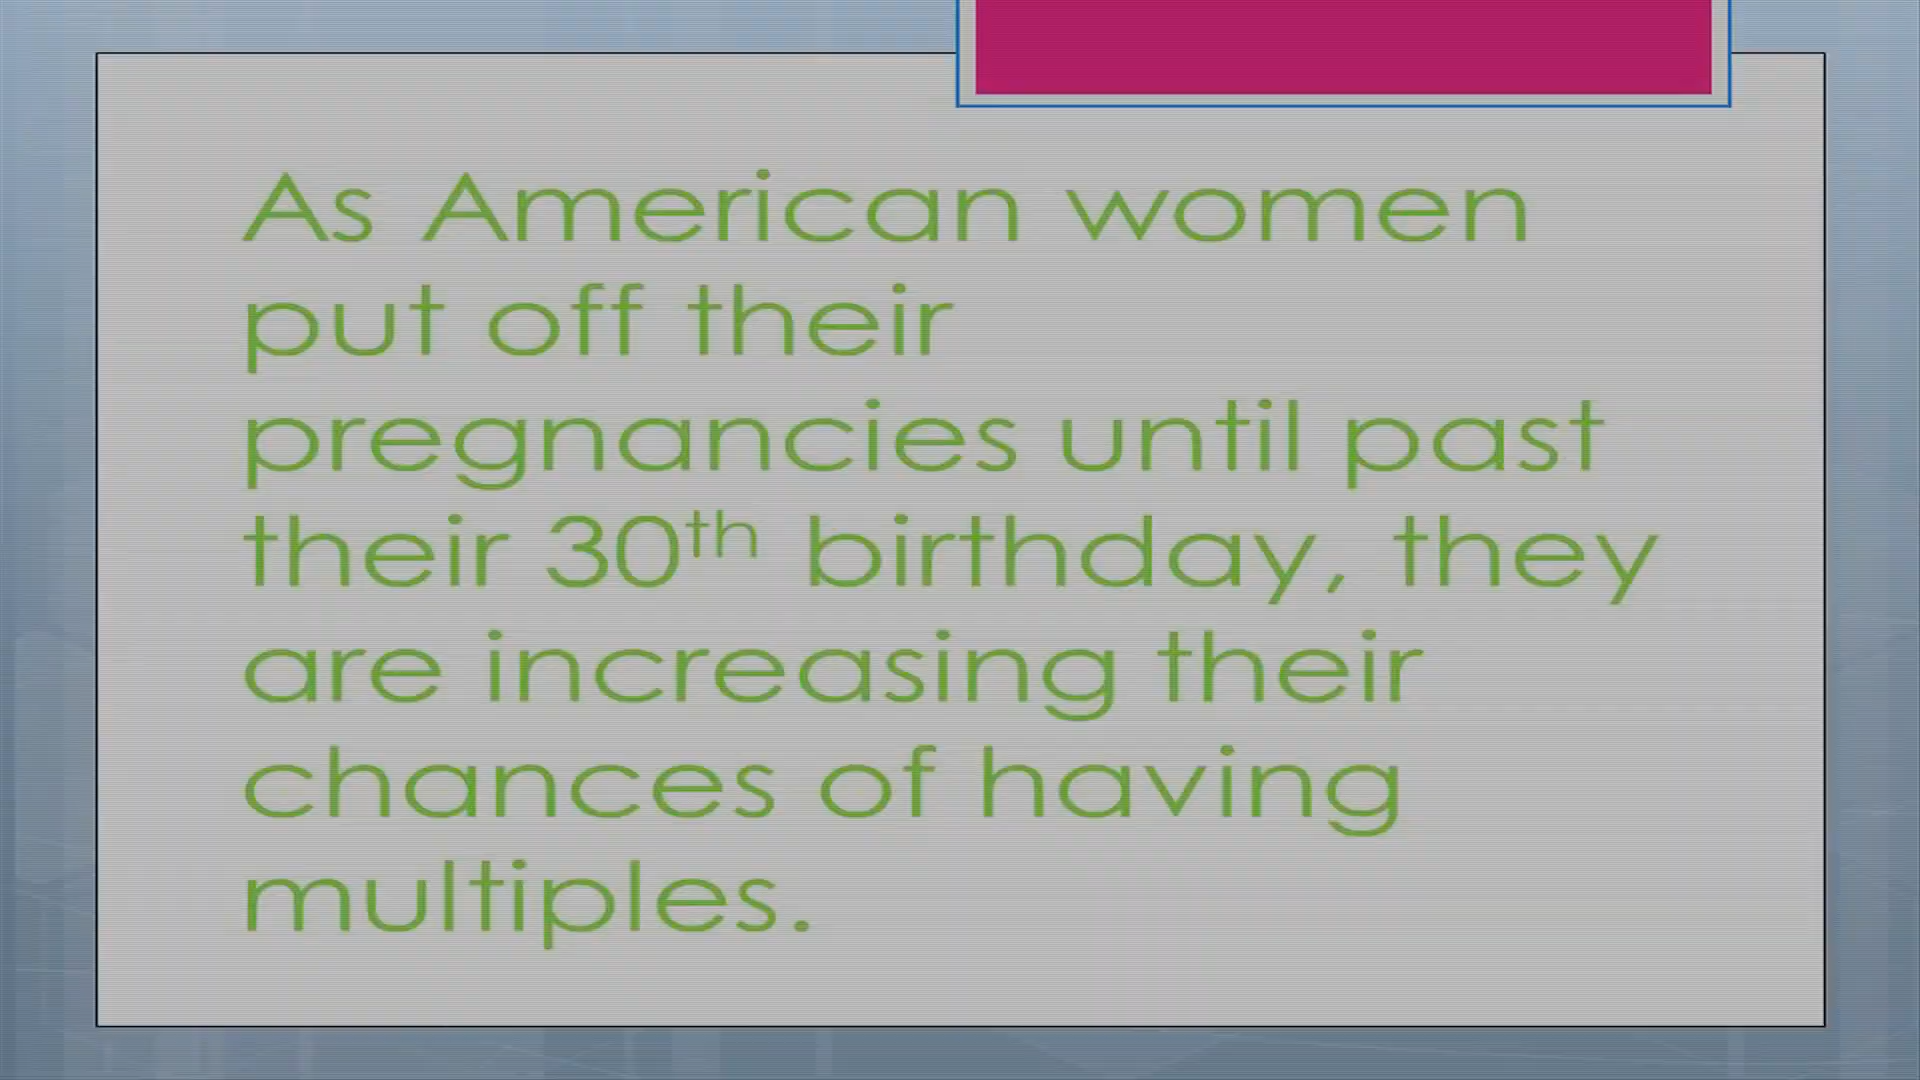 As American women
put off their
pregnancies until past
their 30th birthday, they
are increasing their
chances of having
multiples.